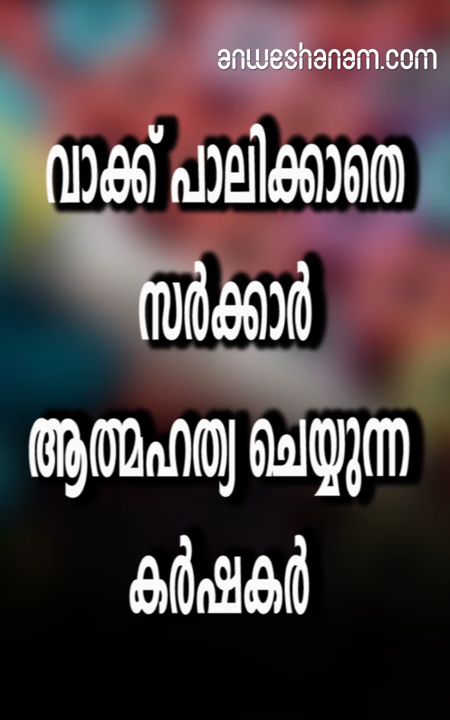 anweshanam.com
വാക്ക് പാലിക്കാതെ
സർക്കാർ
ആത്മഹത്യ ചെയ്യുന്ന
കർഷകർ